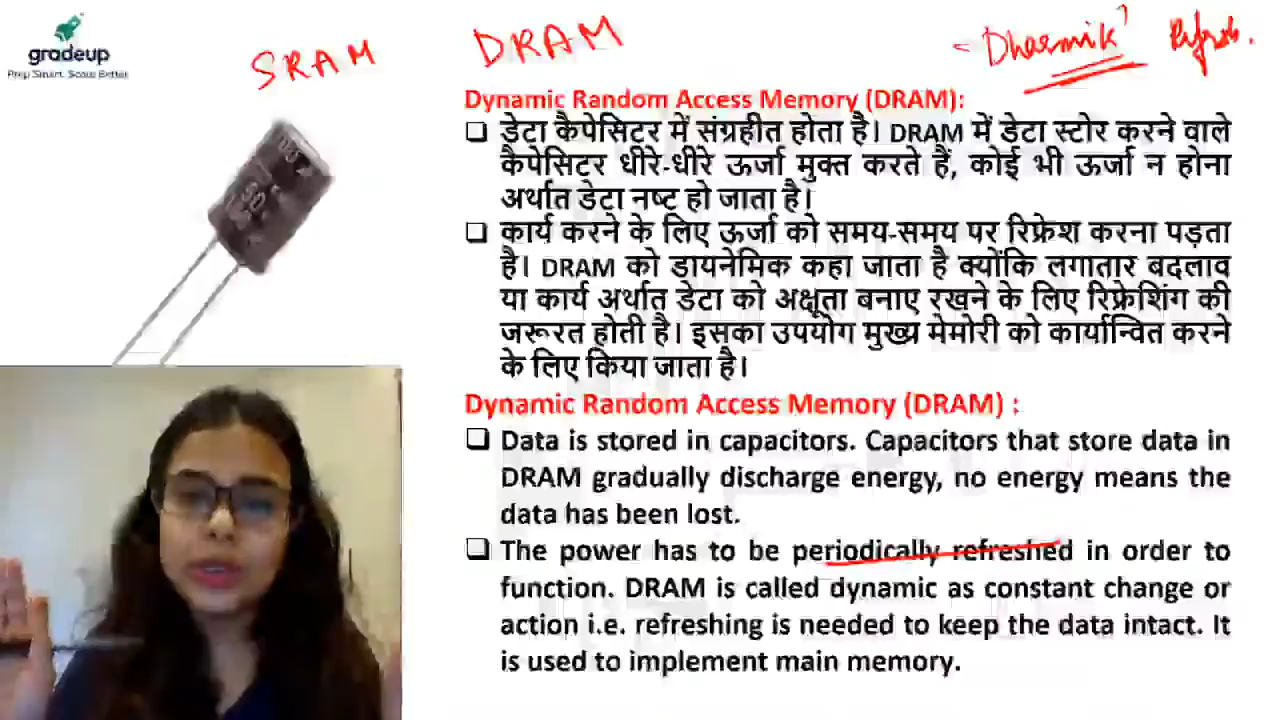 gradeup
Prep Smart. Score Better
SRAM
DRAM
"Dharmik" Refresh.
Dynamic Random Access Memory (DRAM):
❑ डेटा कैपेसिटर में संग्रहीत होता है। DRAM में डेटा स्टोर करने वाले
कैपेसिटर धीरे-धीरे ऊर्जा मुक्त करते हैं, कोई भी ऊर्जा न होना
अर्थात डेटा नष्ट हो जाता है।
❑ कार्य करने के लिए ऊर्जा को समय-समय पर रिफ्रेश करना पड़ता
है। DRAM को डायनेमिक कहा जाता है क्योंकि लगातार बदलाव
या कार्य अर्थात डेटा को अक्षूता बनाए रखने के लिए रिफ्रेशिंग की
जरूरत होती है। इसका उपयोग मुख्य मेमोरी को कार्यान्वित करने
के लिए किया जाता है।
Dynamic Random Access Memory (DRAM) :
❑ Data is stored in capacitors. Capacitors that store data in
DRAM gradually discharge energy, no energy means the
data has been lost.
❑ The power has to be periodically refreshed in order to
function. DRAM is called dynamic as constant change or
action i.e. refreshing is needed to keep the data intact. It
is used to implement main memory.